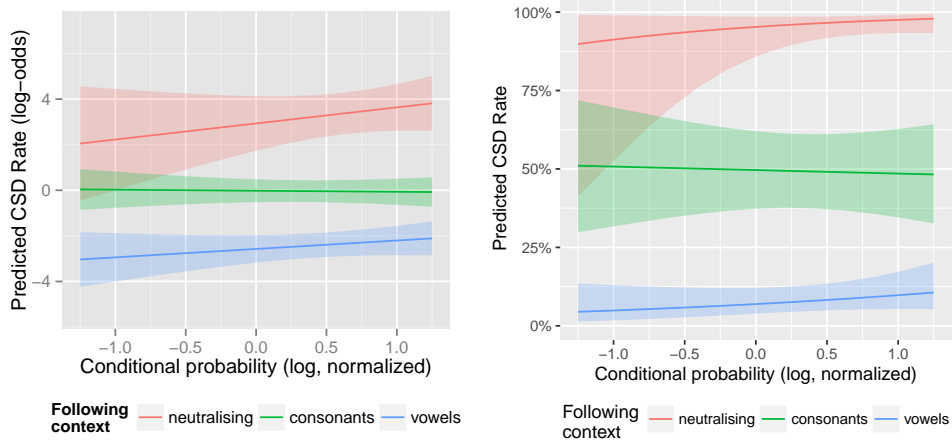 Predicted CSD Rate (log−odds)
4
0
−4
−1.0 −0.5 0.0 0.5 1.0
Conditional probability (log, normalized)
Following
context
neutralising consonants vowels
Predicted CSD Rate
100%
75%
50%
25%
0%
−1.0 −0.5 0.0 0.5 1.0
Conditional probability (log, normalized)
Following
context
neutralising consonants vowels